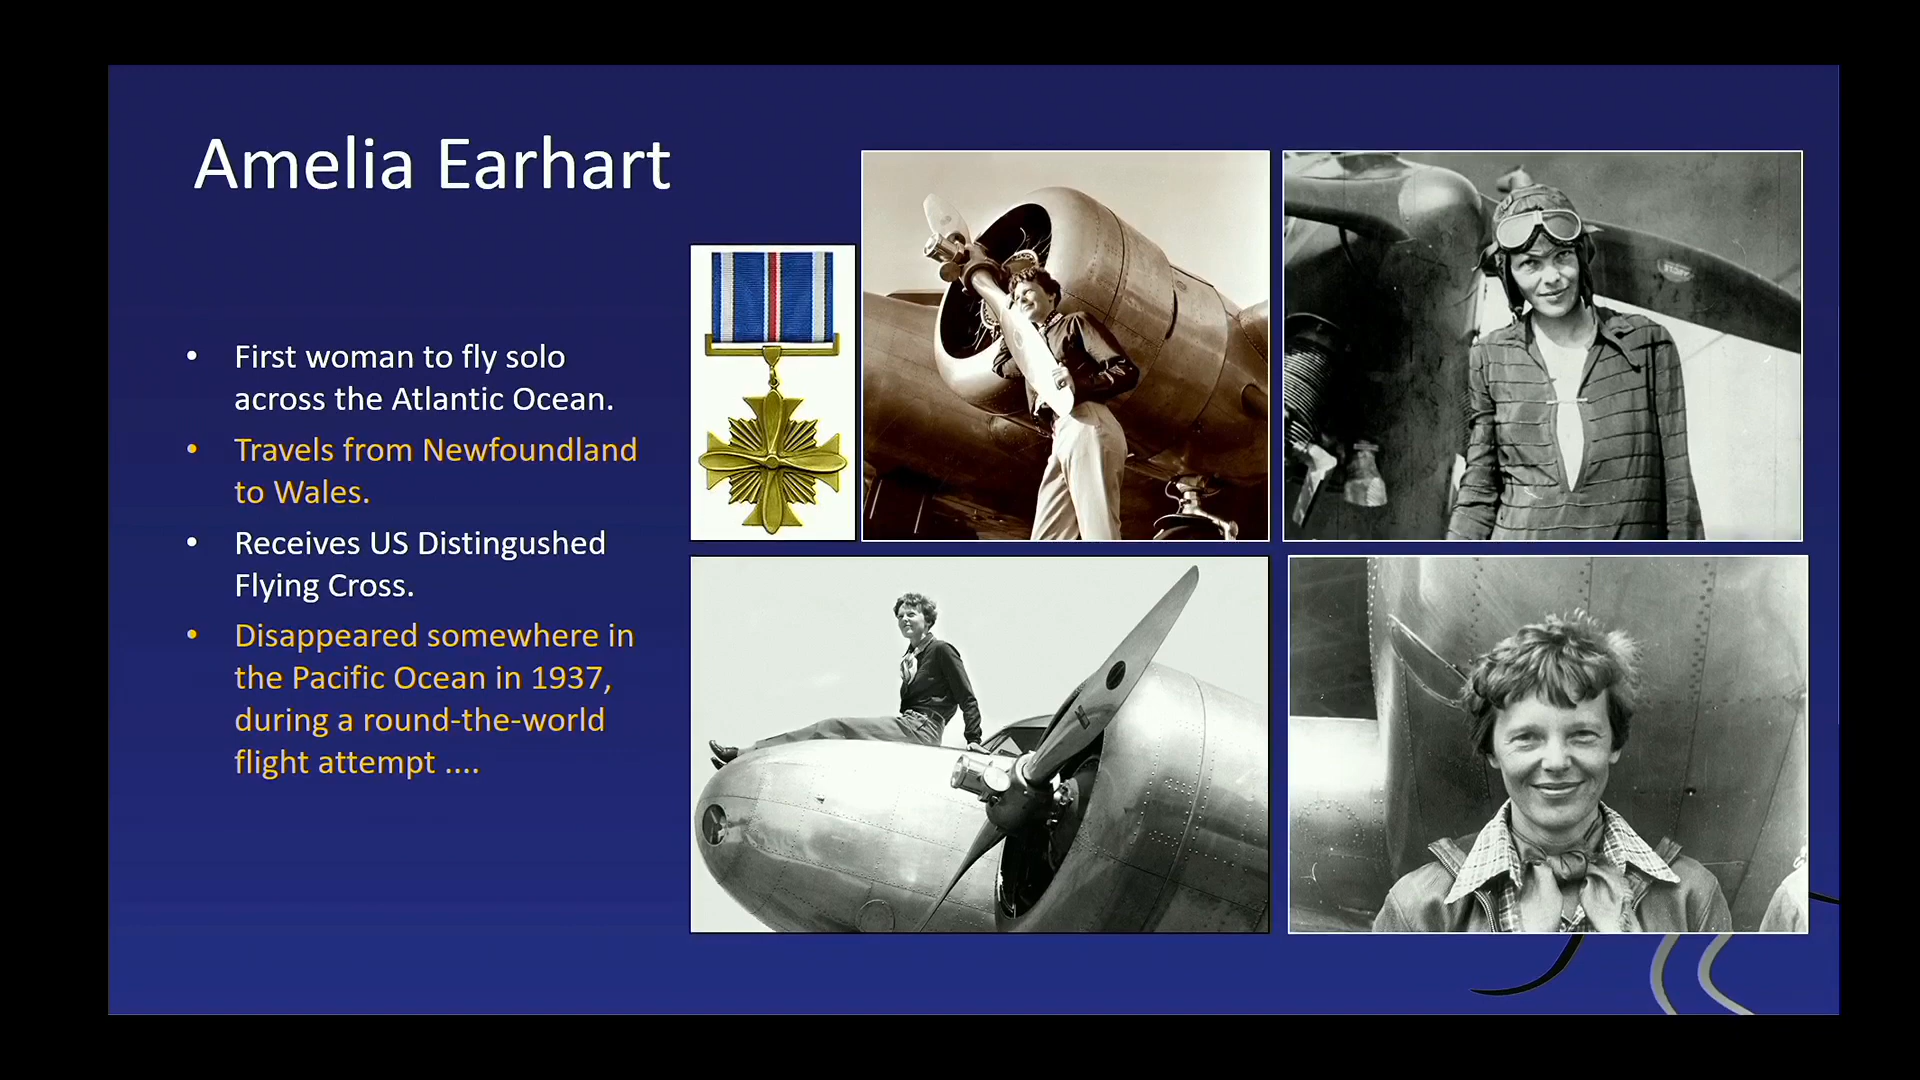 Amelia Earhart
• First woman to fly solo
across the Atlantic Ocean.
• Travels from Newfoundland
to Wales.
• Receives US Distingushed
Flying Cross.
• Disappeared somewhere in
the Pacific Ocean in 1937,
during a round-the-world
flight attempt ....